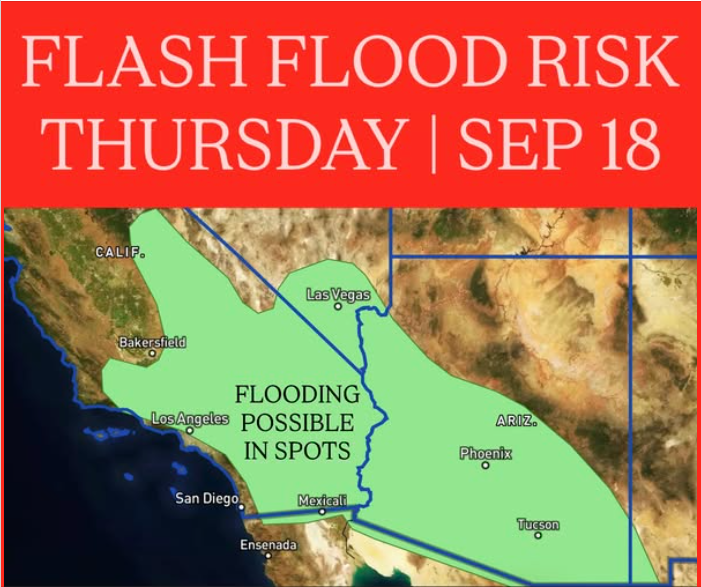 FLASH FLOOD RISK
THURSDAY | SEP 18
CALIF.
Las Vegas
Bakersfield
FLOODING
POSSIBLE
IN SPOTS
Los Angeles
ARIZ.
Phoenix
San Diego
Mexicali
Tucson
Ensenada